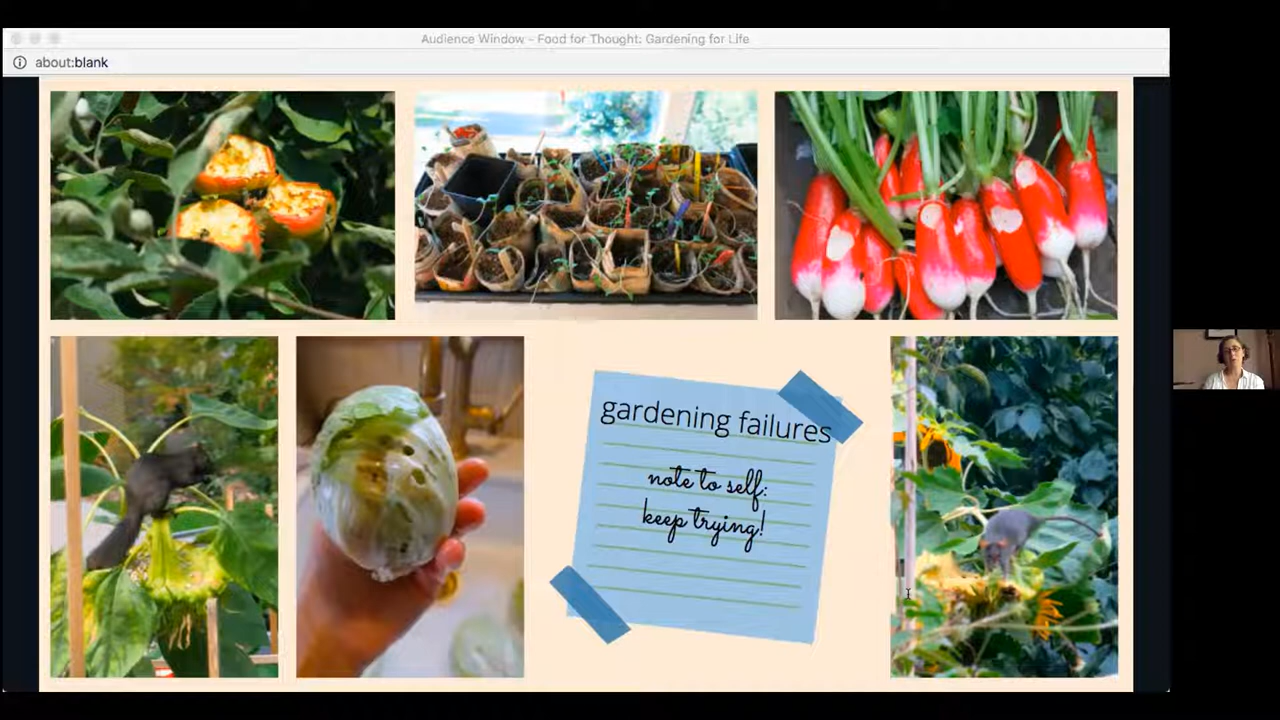 Audience Window – Food for Thought: Gardening for Life
about:blank
gardening failures
note to self:
keep trying!